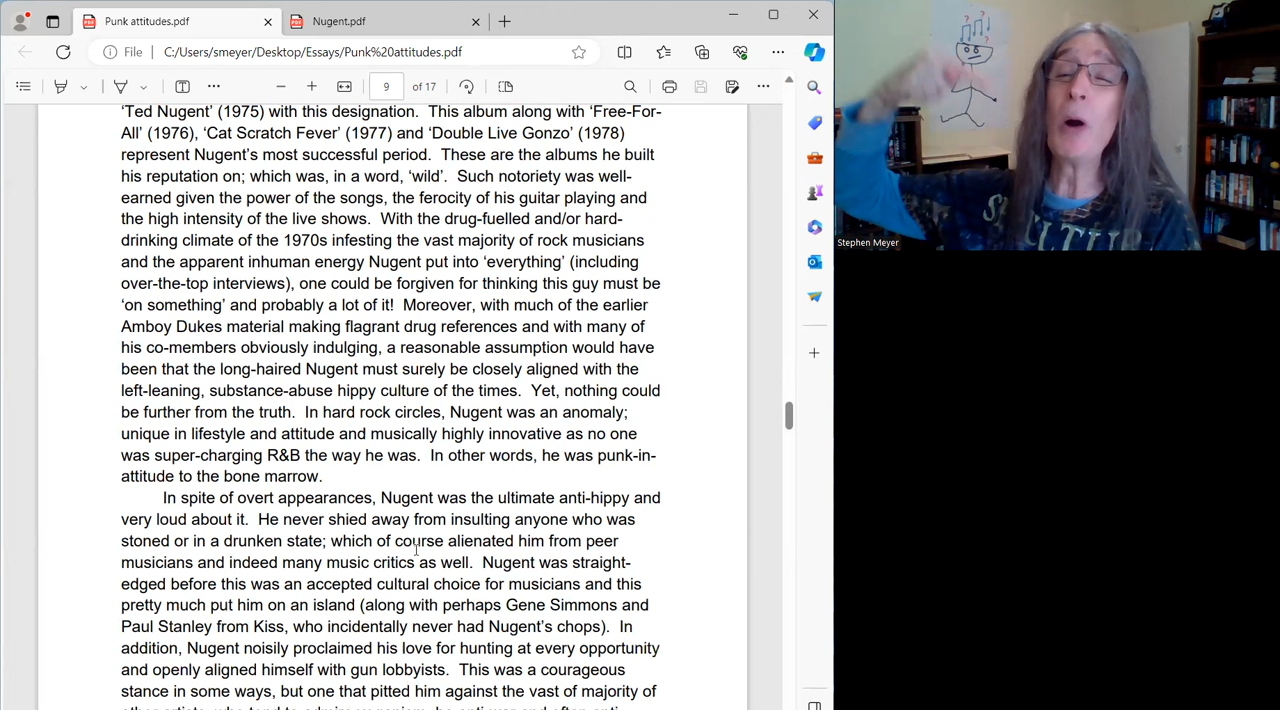 Punk attitudes.pdf
Nugent.pdf
File
C:/Users/smeyer/Desktop/Essays/Punk%20attitudes.pdf
9 of 17
‘Ted Nugent’ (1975) with this designation.  This album along with ‘Free-For-
All’ (1976), ‘Cat Scratch Fever’ (1977) and ‘Double Live Gonzo’ (1978)
represent Nugent’s most successful period.  These are the albums he built
his reputation on; which was, in a word, ‘wild’.  Such notoriety was well-
earned given the power of the songs, the ferocity of his guitar playing and
the high intensity of the live shows.  With the drug-fuelled and/or hard-
drinking climate of the 1970s infesting the vast majority of rock musicians
and the apparent inhuman energy Nugent put into ‘everything’ (including
over-the-top interviews), one could be forgiven for thinking this guy must be
‘on something’ and probably a lot of it!  Moreover, with much of the earlier
Amboy Dukes material making flagrant drug references and with many of
his co-members obviously indulging, a reasonable assumption would have
been that the long-haired Nugent must surely be closely aligned with the
left-leaning, substance-abuse hippy culture of the times.  Yet, nothing could
be further from the truth.  In hard rock circles, Nugent was an anomaly;
unique in lifestyle and attitude and musically highly innovative as no one
was super-charging R&B the way he was.  In other words, he was punk-in-
attitude to the bone marrow.
In spite of overt appearances, Nugent was the ultimate anti-hippy and
very loud about it.  He never shied away from insulting anyone who was
stoned or in a drunken state; which of course alienated him from peer
musicians and indeed many music critics as well.  Nugent was straight-
edged before this was an accepted cultural choice for musicians and this
pretty much put him on an island (along with perhaps Gene Simmons and
Paul Stanley from Kiss, who incidentally never had Nugent’s chops).  In
addition, Nugent noisily proclaimed his love for hunting at every opportunity
and openly aligned himself with gun lobbyists.  This was a courageous
stance in some ways, but one that pitted him against the vast of majority of
Stephen Meyer